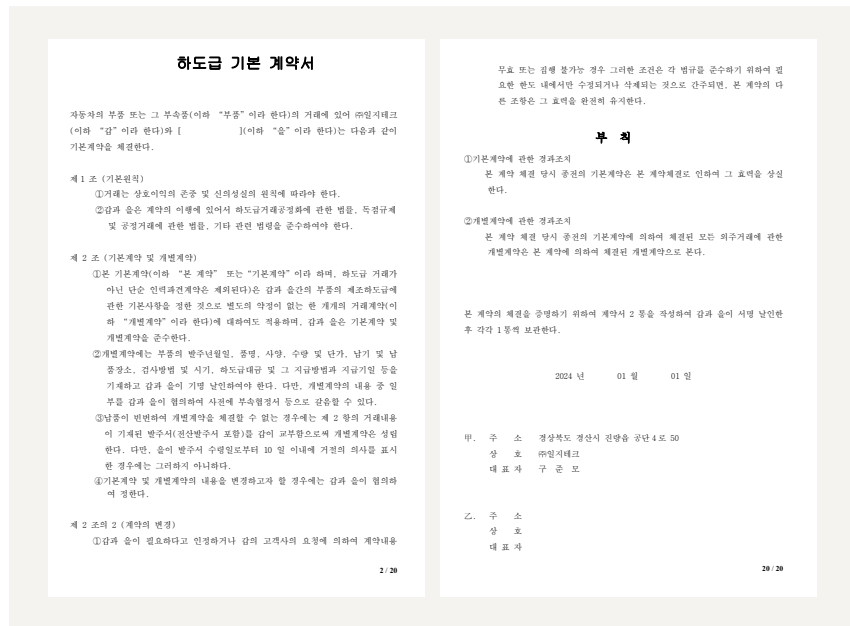 하도급 기본 계약서
자동차의 부품 또는 그 부속품(이하 “부품”이라 한다)의 거래에 있어 ㈜일지테크
(이하 “갑”이라 한다)와 [ ](이하 “을”이라 한다)는 다음과 같이
기본계약을 체결한다.
제 1 조 (기본원칙)
①거래는 상호이익의 존중 및 신의성실의 원칙에 따라야 한다.
②갑과 을은 계약의 이행에 있어서 하도급거래공정화에 관한 법률, 독점규제
및 공정거래에 관한 법률, 기타 관련 법령을 준수하여야 한다.
제 2 조 (기본계약 및 개별계약)
①본 기본계약(이하 “본 계약” 또는 “기본계약”이라 하며, 하도급 거래가
아닌 단순 인력파견계약은 제외된다)은 갑과 을간의 부품의 제조하도급에
관한 기본사항을 정한 것으로 별도의 약정이 없는 한 개개의 거래계약(이
하 “개별계약”이라 한다)에 대하여도 적용하며, 갑과 을은 기본계약 및
개별계약을 준수한다.
②개별계약에는 부품의 발주년월일, 품명, 사양, 수량 및 단가, 납기 및 납
품장소, 검사방법 및 시기, 하도급대금 및 그 지급방법과 지급기일 등을
기재하고 갑과 을이 기명 날인하여야 한다. 다만, 개별계약의 내용 중 일
부를 갑과 을이 협의하여 사전에 부속협정서 등으로 갈음할 수 있다.
③납품이 빈번하여 개별계약을 체결할 수 없는 경우에는 제 2 항의 거래내용
이 기재된 발주서(전산발주서 포함)를 갑이 교부함으로써 개별계약은 성립
한다. 다만, 을이 발주서 수령일로부터 10 일 이내에 거절의 의사를 표시
한 경우에는 그러하지 아니하다.
④기본계약 및 개별계약의 내용을 변경하고자 할 경우에는 갑과 을이 협의하
여 정한다.
제 2 조의 2 (계약의 변경)
①갑과 을이 필요하다고 인정하거나 갑의 고객사의 요청에 의하여 계약내용
2 / 20
무효 또는 집행 불가능 경우 그러한 조건은 각 법규를 준수하기 위하여 필
요한 한도 내에서만 수정되거나 삭제되는 것으로 간주되면, 본 계약의 다
른 조항은 그 효력을 완전히 유지한다.
부 칙
①기본계약에 관한 경과조치
본 계약 체결 당시 종전의 기본계약은 본 계약체결로 인하여 그 효력을 상실
한다.
②개별계약에 관한 경과조치
본 계약 체결 당시 종전의 기본계약에 의하여 체결된 모든 외주거래에 관한
개별계약은 본 계약에 의하여 체결된 개별계약으로 본다.
본 계약의 체결을 증명하기 위하여 계약서 2 통을 작성하여 갑과 을이 서명 날인한
후 각각 1 통씩 보관한다.
2024 년 01 월 01 일
甲. 주 소 경상북도 경산시 진량읍 공단 4 로 50
상 호 ㈜일지테크
대 표 자 구 준 모
乙. 주 소
상 호
대 표 자
20 / 20